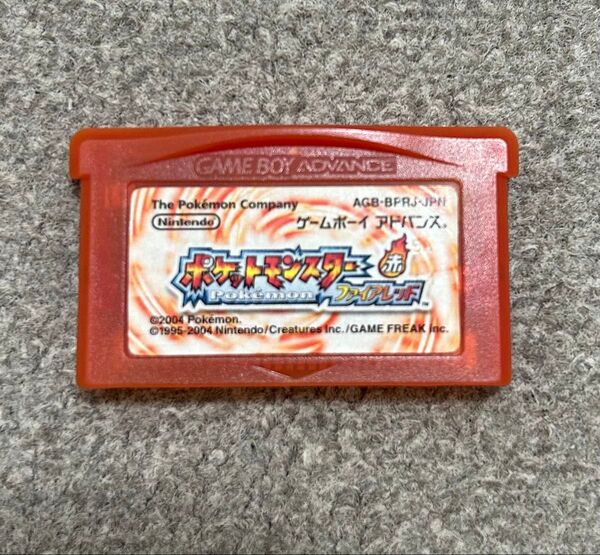 GAME BOY ADVANCE
The Pokémon Company AGB-BPRJ-JPN
Nintendo® ゲームボーイ アドバンス®
ポケットモンスター 赤
Pokémon ファイアレッド™
©2004 Pokémon.
©1995-2004 Nintendo/Creatures inc./GAME FREAK inc.